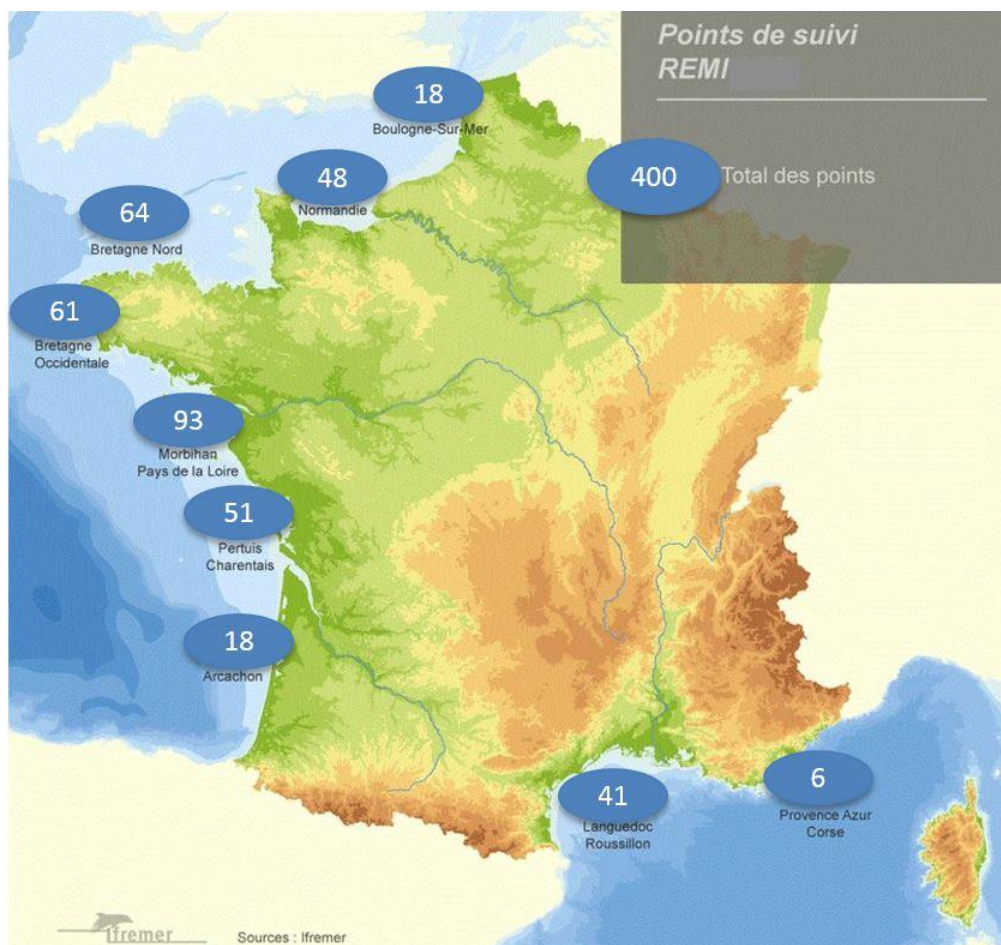 Points de suivi
REMI
18
Boulogne-Sur-Mer
400
Total des points
48
Normandie
64
Bretagne Nord
61
Bretagne
Occidentale
93
Morbihan
Pays de la Loire
51
Pertuis
Charentais
18
Arcachon
6
Provence Azur
Corse
41
Languedoc
Roussillon
Ifremer
Sources : Ifremer